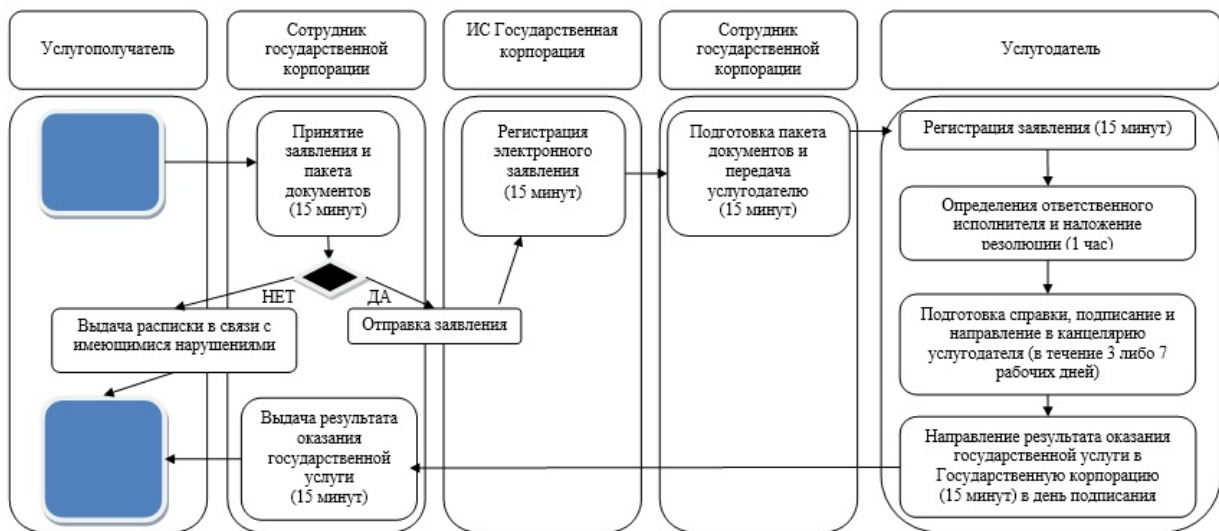 Услугополучатель
Сотрудник
государственной
корпорации
ИС Государственная
корпорация
Сотрудник
государственной
корпорации
Услугодатель
Принятие
заявления и
пакета
документов
(15 минут)
Регистрация
электронного
заявления
(15 минут)
Подготовка пакета
документов и
передача
услугодателю
(15 минут)
Регистрация заявления (15 минут)
Определения ответственного
исполнителя и наложение
резолюции (1 час)
НЕТ
ДА
Выдача расписки в связи с
имеющимися нарушениями
Отправка заявления
Подготовка справки, подписание и
направление в канцелярию
услугодателя (в течение 3 либо 7
рабочих дней)
Выдача результата
оказания
государственной
услуги
(15 минут)
Направление результата оказания
государственной услуги в
Государственную корпорацию
(15 минут) в день подписания